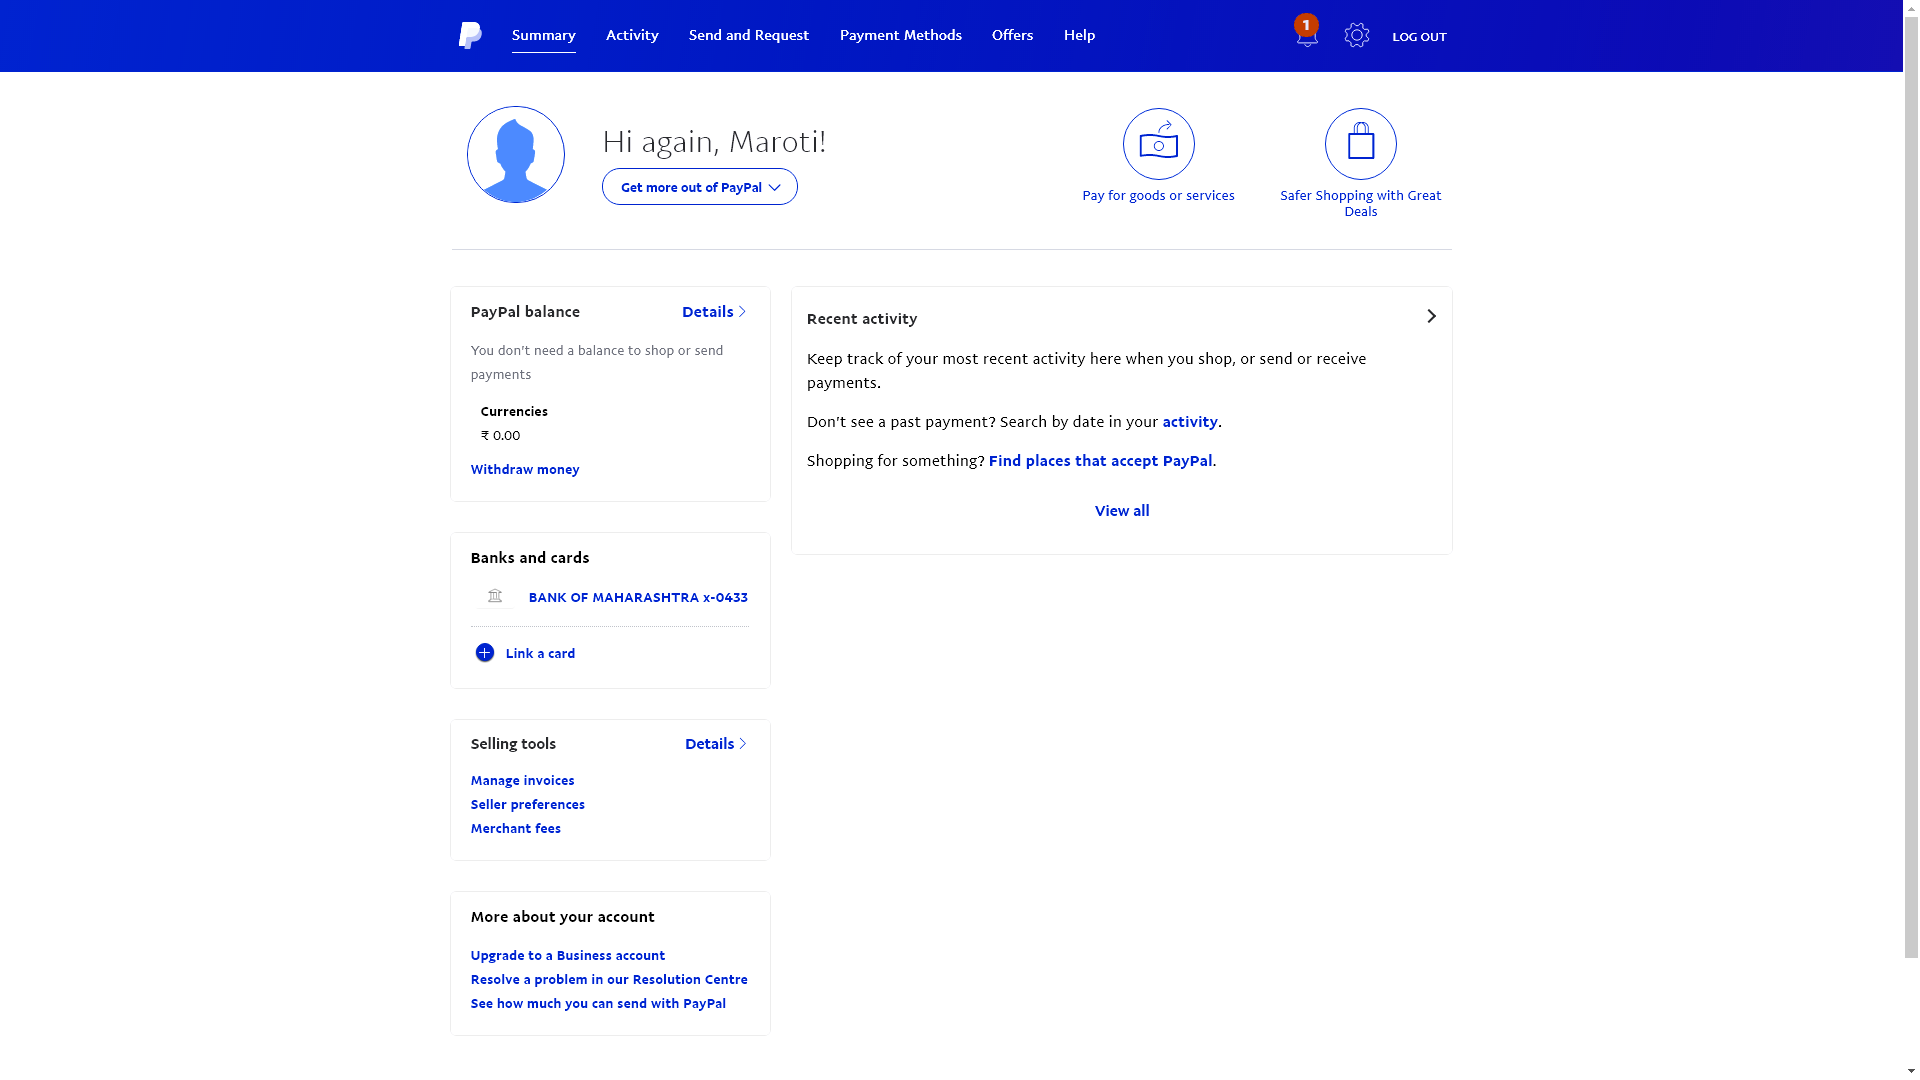 Summary
Activity
Send and Request
Payment Methods
Offers
Help
1
LOG OUT
Hi again, Maroti!
Get more out of PayPal
Pay for goods or services
Safer Shopping with Great
Deals
PayPal balance
Details
You don't need a balance to shop or send
payments
Currencies
₹ 0.00
Withdraw money
Recent activity
Keep track of your most recent activity here when you shop, or send or receive
payments.
Don't see a past payment? Search by date in your activity.
Shopping for something? Find places that accept PayPal.
View all
Banks and cards
BANK OF MAHARASHTRA x-0433
Link a card
Selling tools
Details
Manage invoices
Seller preferences
Merchant fees
More about your account
Upgrade to a Business account
Resolve a problem in our Resolution Centre
See how much you can send with PayPal